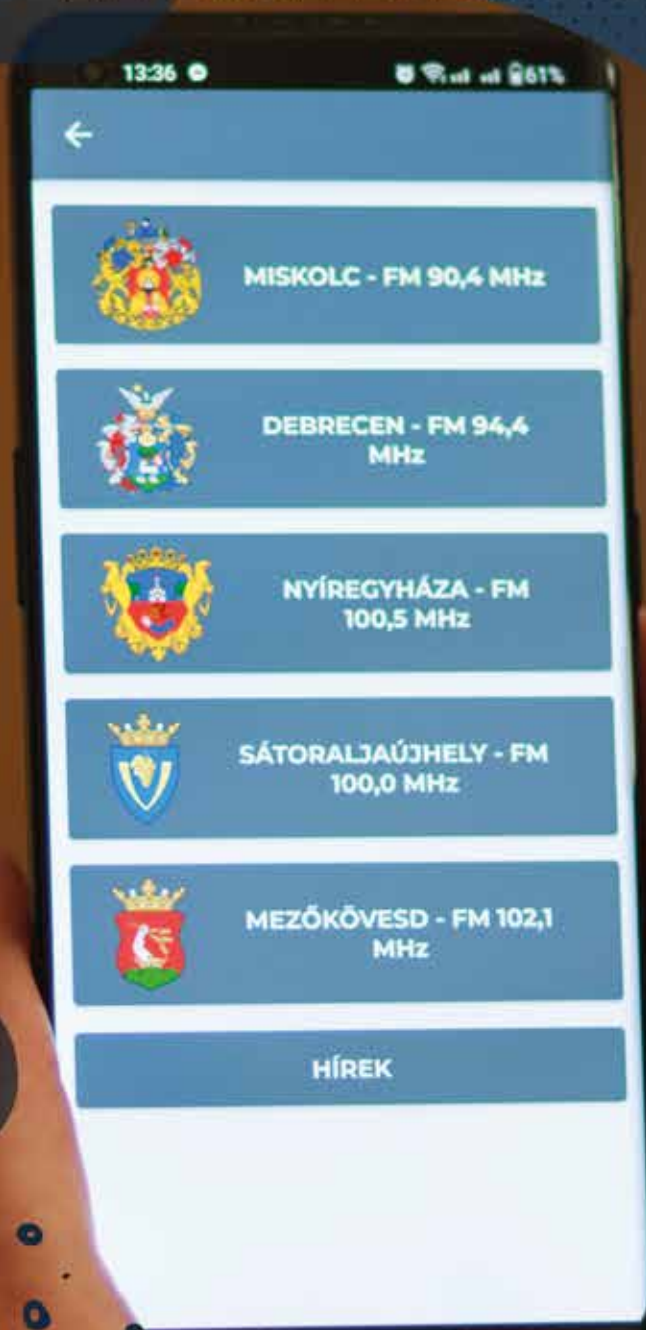 13:36
61%
MISKOLC - FM 90,4 MHz
DEBRECEN - FM 94,4
MHz
NYÍREGYHÁZA - FM
100,5 MHz
SÁTORALJAÚJHELY - FM
100,0 MHz
MEZŐKÖVESD - FM 102,1
MHz
HÍREK